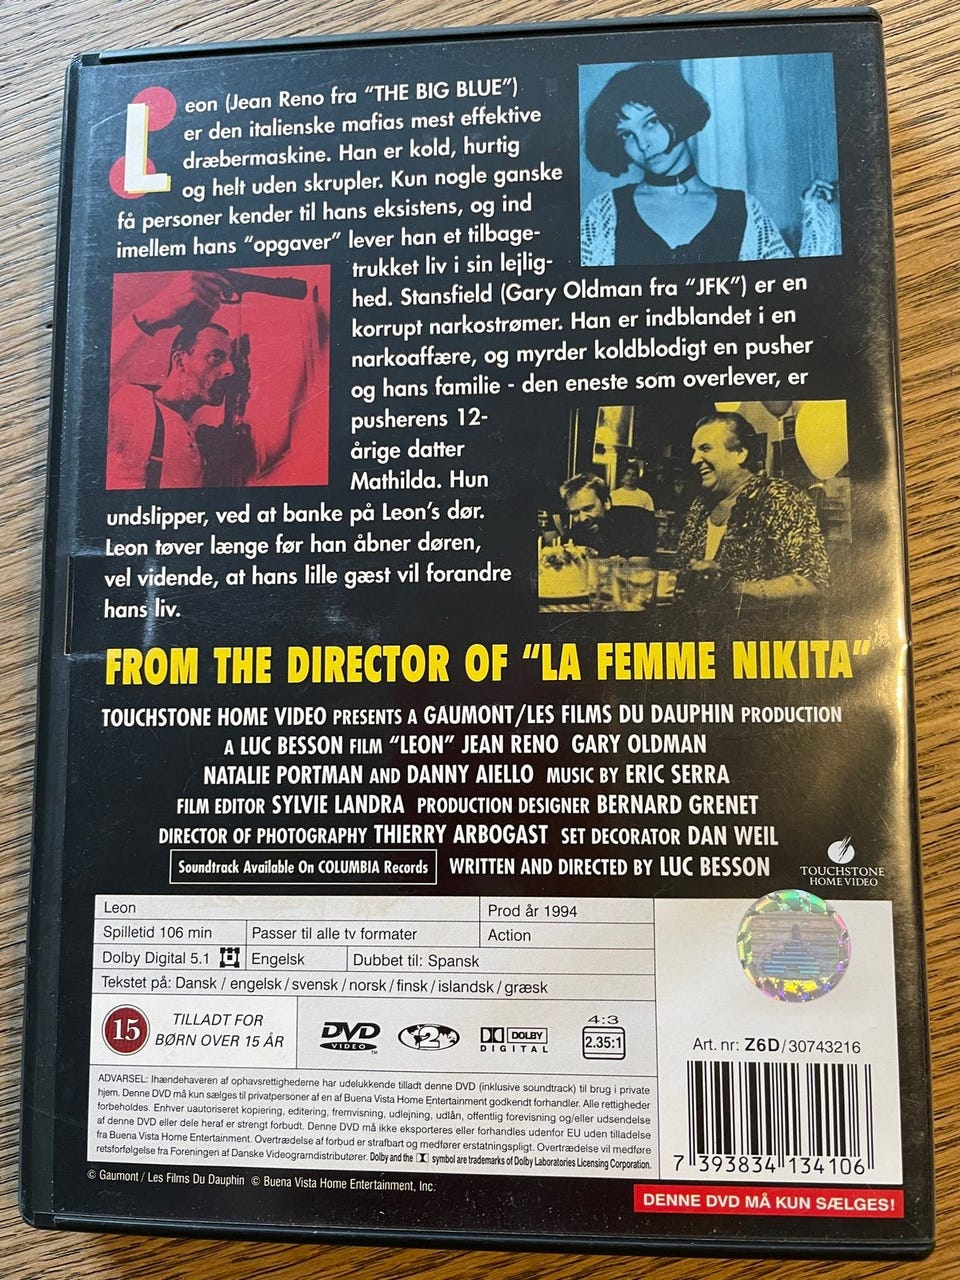 Leon (Jean Reno fra "THE BIG BLUE")
er den italienske mafias mest effektive
dræbermaskine. Han er kold, hurtig
og helt uden skrupler. Kun nogle ganske
få personer kender til hans eksistens, og ind
imellem hans "opgaver" lever han et tilbage-
trukket liv i sin lejlig-
hed. Stansfield (Gary Oldman fra "JFK") er en
korrupt narkostrømer. Han er indblandet i en
narkoaffære, og myrder koldblodigt en pusher
og hans familie - den eneste som overlever, er
pusherens 12-
årige datter
Mathilda. Hun
undslipper, ved at banke på Leon's dør.
Leon tøver længe før han åbner døren,
vel vidende, at hans lille gæst vil forandre
hans liv.
FROM THE DIRECTOR OF "LA FEMME NIKITA"
TOUCHSTONE HOME VIDEO PRESENTS A GAUMONT/LES FILMS DU DAUPHIN PRODUCTION
A LUC BESSON FILM "LEON" JEAN RENO GARY OLDMAN
NATALIE PORTMAN AND DANNY AIELLO MUSIC BY ERIC SERRA
FILM EDITOR SYLVIE LANDRA PRODUCTION DESIGNER BERNARD GRENET
DIRECTOR OF PHOTOGRAPHY THIERRY ARBOGAST SET DECORATOR DAN WEIL
Soundtrack Available On COLUMBIA Records WRITTEN AND DIRECTED BY LUC BESSON
TOUCHSTONE
HOME VIDEO
Leon Prod år 1994
Spilletid 106 min Passer til alle tv formater Action
Dolby Digital 5.1 Engelsk Dubbet til: Spansk
Tekstet på: Dansk / engelsk / svensk / norsk / finsk / islandsk / græsk
15 TILLADT FOR
BØRN OVER 15 ÅR
DVD
VIDEO™
2
DOLBY
DIGITAL
4:3
2.35:1
Art. nr: Z6D/30743216
ADVARSEL: Ihændehaveren af ophavsrettighederne har udelukkende tilladt denne DVD (inklusive soundtrack) til brug i private
hjem. Denne DVD må kun sælges til privatpersoner af en af Buena Vista Home Entertainment godkendt forhandler. Alle rettigheder
forbeholdes. Enhver uautoriseret kopiering, editering, fremvisning, udlejning, udlån, offentlig forevisning og/eller udsendelse
af denne DVD eller dele heraf er strengt forbudt. Denne DVD må ikke eksporteres eller forhandles udenfor EU uden tilladelse
fra Buena Vista Home Entertainment. Overtrædelse af forbud er strafbart og medfører erstatningspligt. Overtrædelse vil medføre
retsforfølgelse fra Foreningen af Danske Videogramdistributører. Dolby and the symbol are trademarks of Dolby Laboratories Licensing Corporation.
7 393834 134106
© Gaumont / Les Films Du Dauphin © Buena Vista Home Entertainment, Inc.
DENNE DVD MÅ KUN SÆLGES!